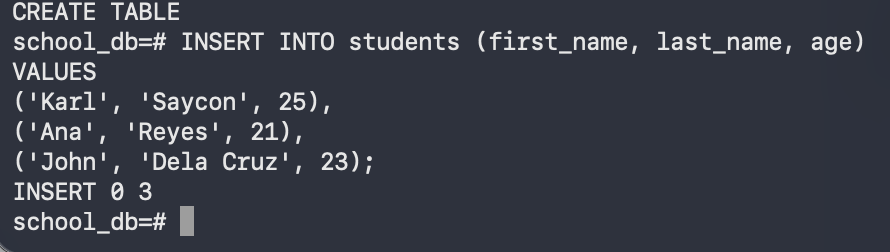 CREATE TABLE
school_db=# INSERT INTO students (first_name, last_name, age)
VALUES
('Karl', 'Saycon', 25),
('Ana', 'Reyes', 21),
('John', 'Dela Cruz', 23);
INSERT 0 3
school_db=#